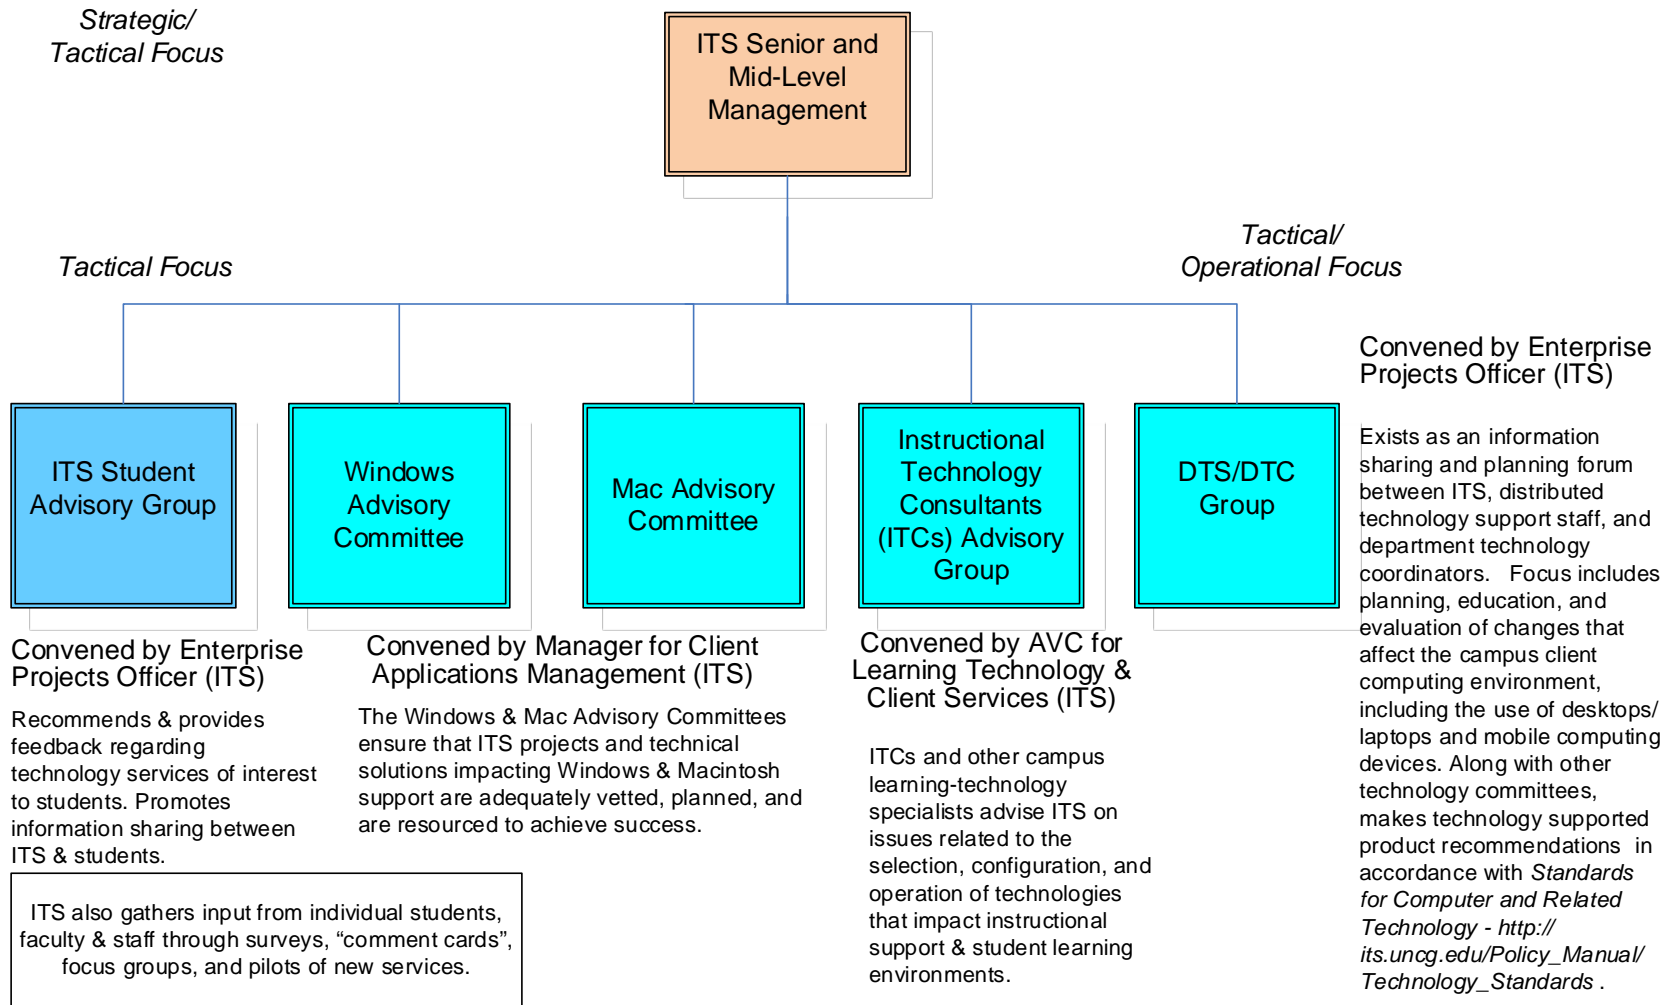 Strategic/
Tactical Focus
ITS Senior and
Mid-Level
Management
Tactical Focus
Tactical/
Operational Focus
ITS Student
Advisory Group
Windows
Advisory
Committee
Mac Advisory
Committee
Instructional
Technology
Consultants
(ITCs) Advisory
Group
DTS/DTC
Group
Convened by Enterprise
Projects Officer (ITS)
Recommends & provides
feedback regarding
technology services of interest
to students. Promotes
information sharing between
ITS & students.
Convened by Manager for Client
Applications Management (ITS)
The Windows & Mac Advisory Committees
ensure that ITS projects and technical
solutions impacting Windows & Macintosh
support are adequately vetted, planned, and
are resourced to achieve success.
Convened by AVC for
Learning Technology &
Client Services (ITS)
ITCs and other campus
learning-technology
specialists advise ITS on
issues related to the
selection, configuration, and
operation of technologies
that impact instructional
support & student learning
environments.
Convened by Enterprise
Projects Officer (ITS)
Exists as an information
sharing and planning forum
between ITS, distributed
technology support staff, and
department technology
coordinators.   Focus includes
planning, education, and
evaluation of changes that
affect the campus client
computing environment,
including the use of desktops/
laptops and mobile computing
devices. Along with other
technology committees,
makes technology supported
product recommendations  in
accordance with Standards
for Computer and Related
Technology - http://
its.uncg.edu/Policy_Manual/
Technology_Standards .
ITS also gathers input from individual students,
faculty & staff through surveys, “comment cards”,
focus groups, and pilots of new services.